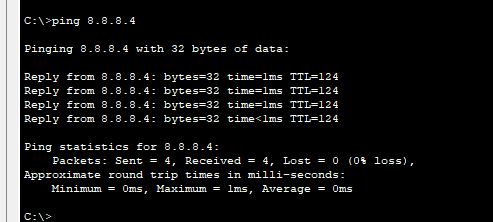 C:\>ping 8.8.8.4
Pinging 8.8.8.4 with 32 bytes of data:
Reply from 8.8.8.4: bytes=32 time=1ms TTL=124
Reply from 8.8.8.4: bytes=32 time=1ms TTL=124
Reply from 8.8.8.4: bytes=32 time=1ms TTL=124
Reply from 8.8.8.4: bytes=32 time<1ms TTL=124
Ping statistics for 8.8.8.4:
    Packets: Sent = 4, Received = 4, Lost = 0 (0% loss),
Approximate round trip times in milli-seconds:
    Minimum = 0ms, Maximum = 1ms, Average = 0ms
C:\>